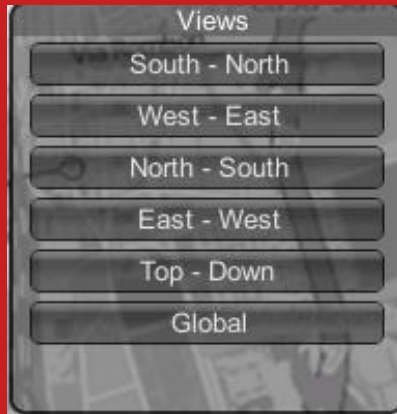 Views
South - North
West - East
North - South
East - West
Top - Down
Global